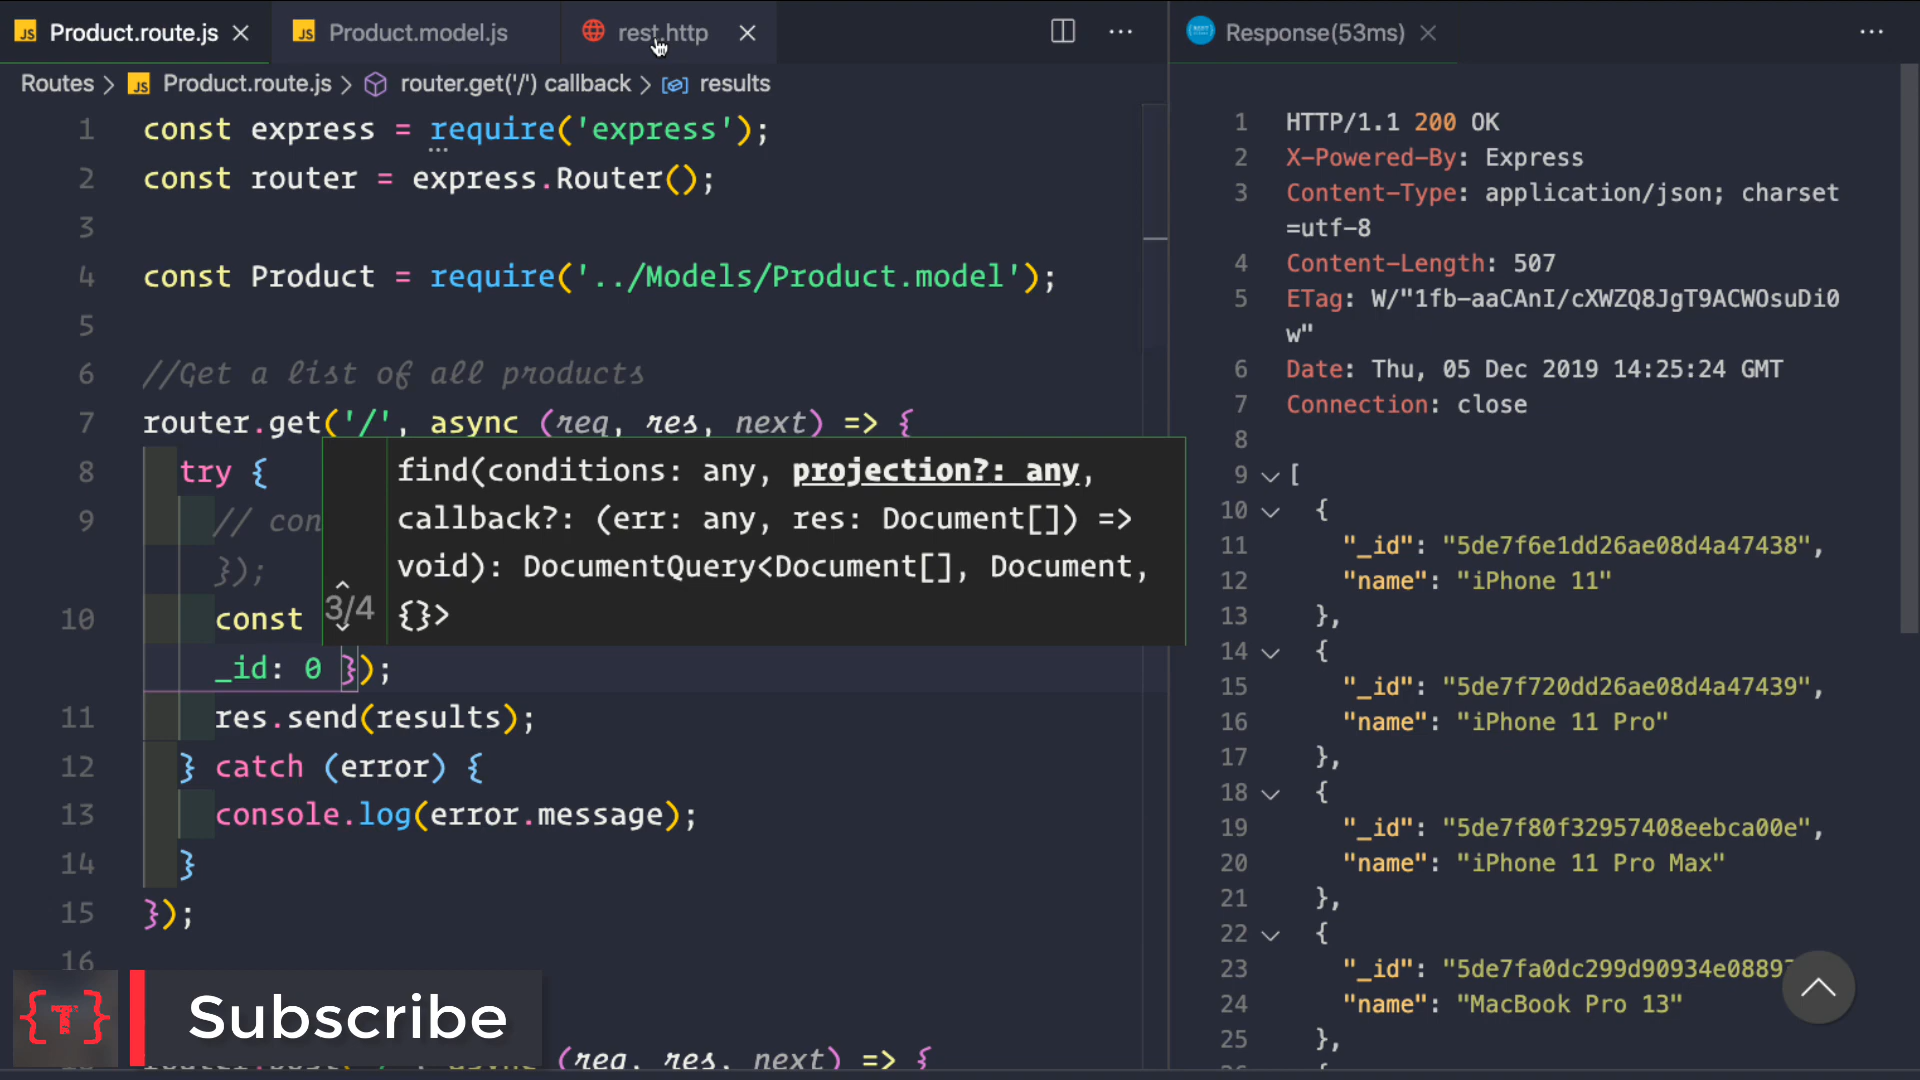 Product.route.js
Product.model.js
rest.http
Response(53ms)
Routes > Product.route.js > router.get('/') callback > results
1 const express = require('express');
2 const router = express.Router();
3
4 const Product = require('../Models/Product.model');
5
6 //Get a list of all products
7 router.get('/', async (req, res, next) => {
8 try {
9 // con
});
10 const
_id: 0 });
11 res.send(results);
12 } catch (error) {
13 console.log(error.message);
14 }
15 });
16
(req, res, next) => {
find(conditions: any, projection?: any,
callback?: (err: any, res: Document[]) =>
void): DocumentQuery<Document[], Document,
{}>
3/4
Subscribe
{T}
1 HTTP/1.1 200 OK
2 X-Powered-By: Express
3 Content-Type: application/json; charset
=utf-8
4 Content-Length: 507
5 ETag: W/"1fb-aaCAnI/cXWZQ8JgT9ACWOsuDi0
w"
6 Date: Thu, 05 Dec 2019 14:25:24 GMT
7 Connection: close
8
9 [
10 {
11 "_id": "5de7f6e1dd26ae08d4a47438",
12 "name": "iPhone 11"
13 },
14 {
15 "_id": "5de7f720dd26ae08d4a47439",
16 "name": "iPhone 11 Pro"
17 },
18 {
19 "_id": "5de7f80f32957408eebca00e",
20 "name": "iPhone 11 Pro Max"
21 },
22 {
23 "_id": "5de7fa0dc299d90934e0889
24 "name": "MacBook Pro 13"
25 },